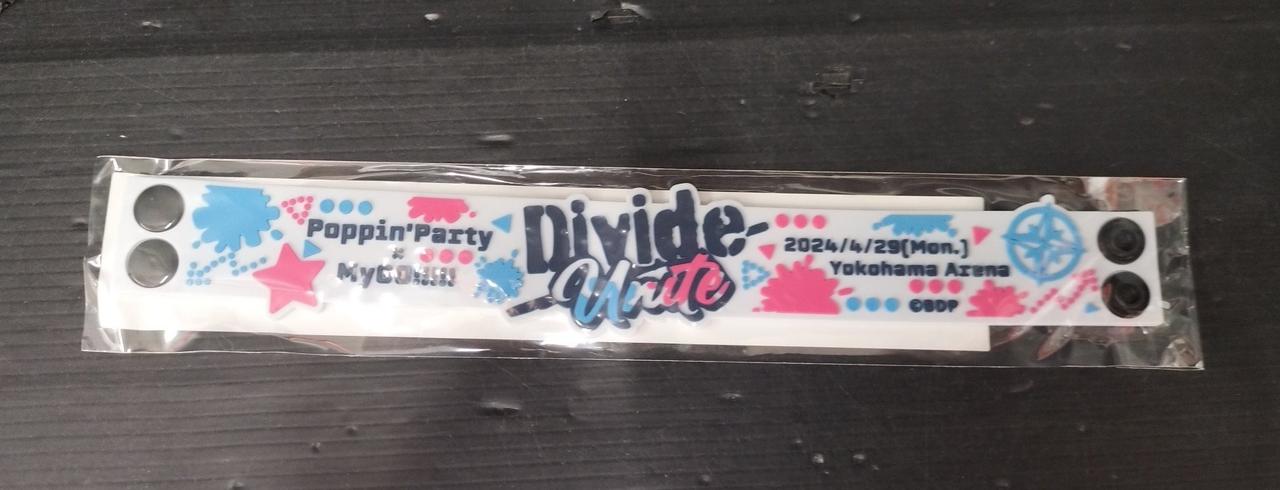 Poppin'Party
×
MyGO!!!!!
Divide
Unite
2024/4/29(Mon.)
Yokohama Arena
©BDP